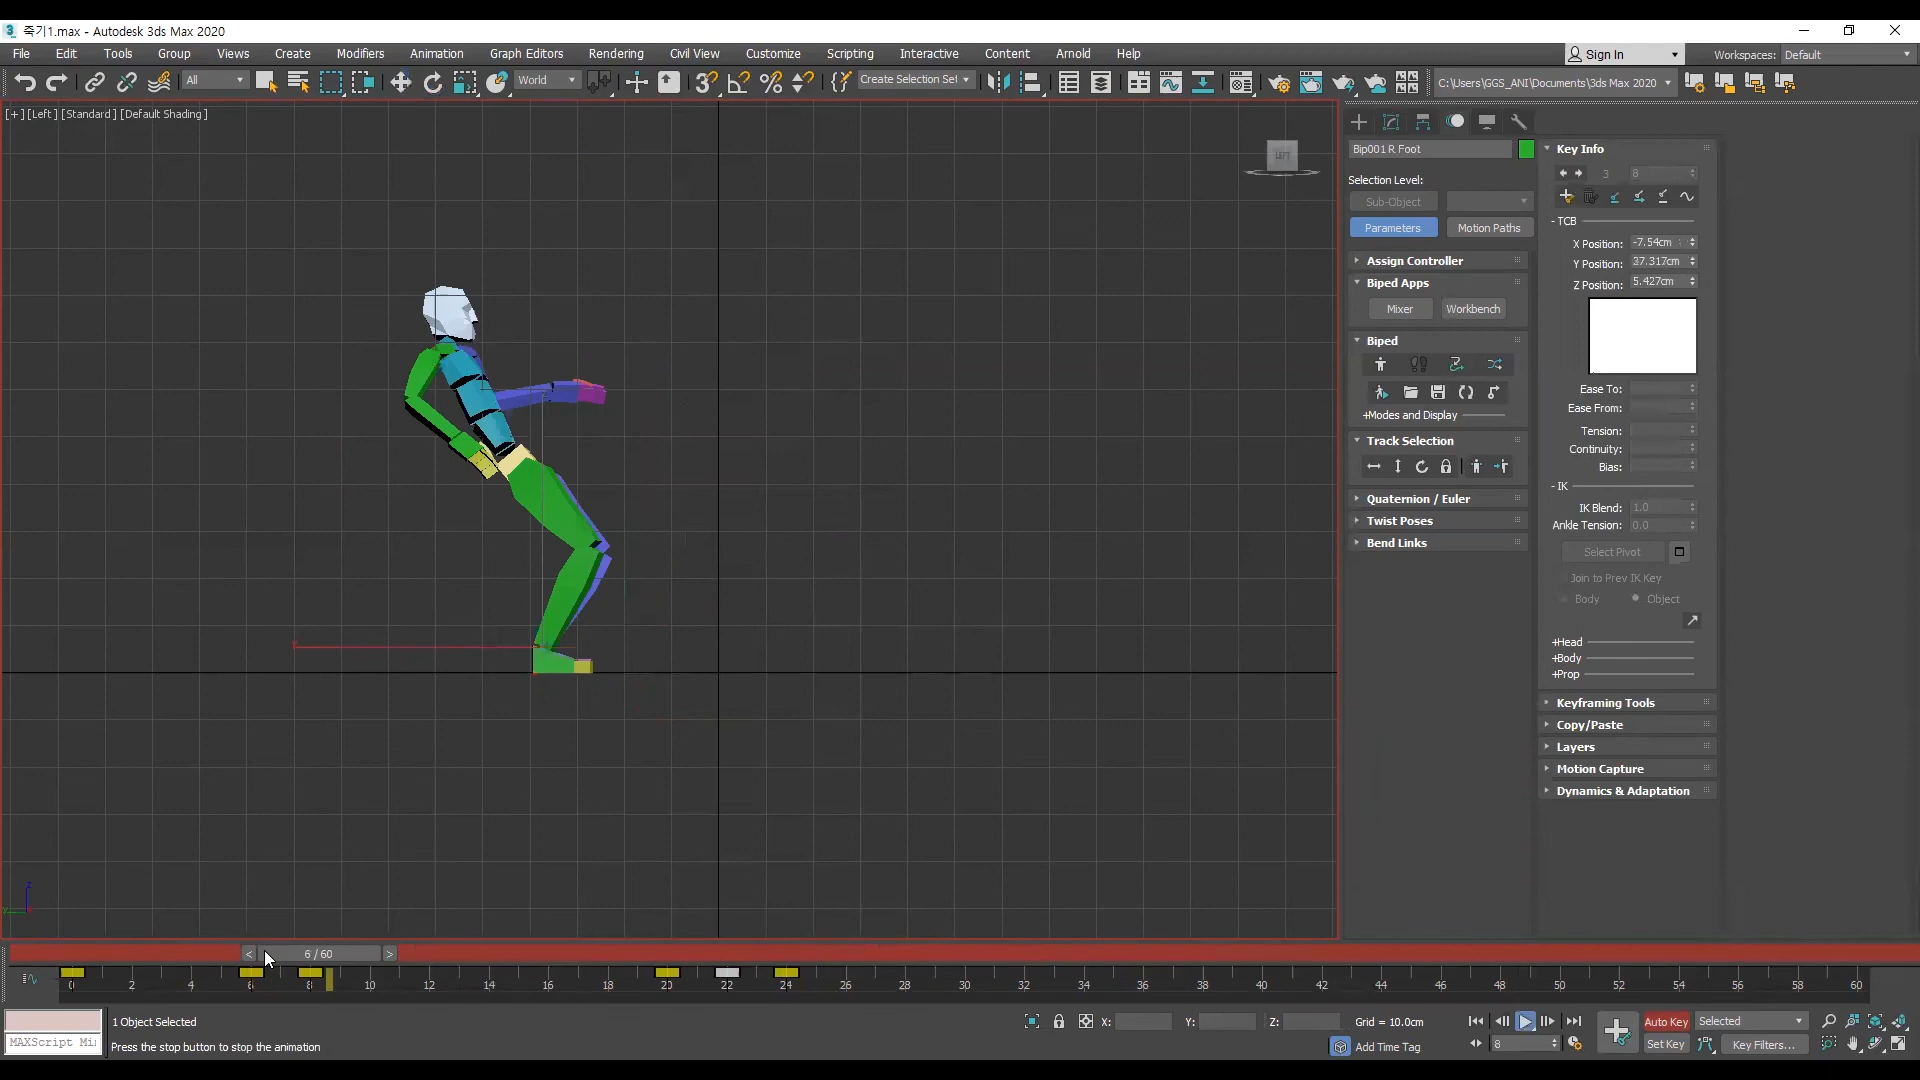 죽기1.max - Autodesk 3ds Max 2020
File Edit Tools Group Views Create Modifiers Animation Graph Editors Rendering Civil View Customize Scripting Interactive Content Arnold Help
Sign In Workspaces: Default
All World Create Selection Set C:\Users\GGS_ANI\Documents\3ds Max 2020
[+] [Left] [Standard] [Default Shading]
LEFT
Bip001 R Foot
Selection Level:
Sub-Object
Parameters Motion Paths
Assign Controller
Biped Apps
Mixer Workbench
Biped
+Modes and Display
Track Selection
Quaternion / Euler
Twist Poses
Bend Links
Key Info
3 8
- TCB
X Position: -7.54cm
Y Position: 37.317cm
Z Position: 5.427cm
Ease To:
Ease From:
Tension:
Continuity:
Bias:
- IK
IK Blend: 1.0
Ankle Tension: 0.0
Select Pivot
Join to Prev IK Key
Body Object
+Head
+Body
+Prop
Keyframing Tools
Copy/Paste
Layers
Motion Capture
Dynamics & Adaptation
z
y
< 6 / 60 >
0 2 4 6 8 10 12 14 16 18 20 22 24 26 28 30 32 34 36 38 40 42 44 46 48 50 52 54 56 58 60
1 Object Selected X: Y: Z: Grid = 10.0cm Auto Key Selected
MAXScript Mi Press the stop button to stop the animation Add Time Tag 8 Set Key Key Filters...